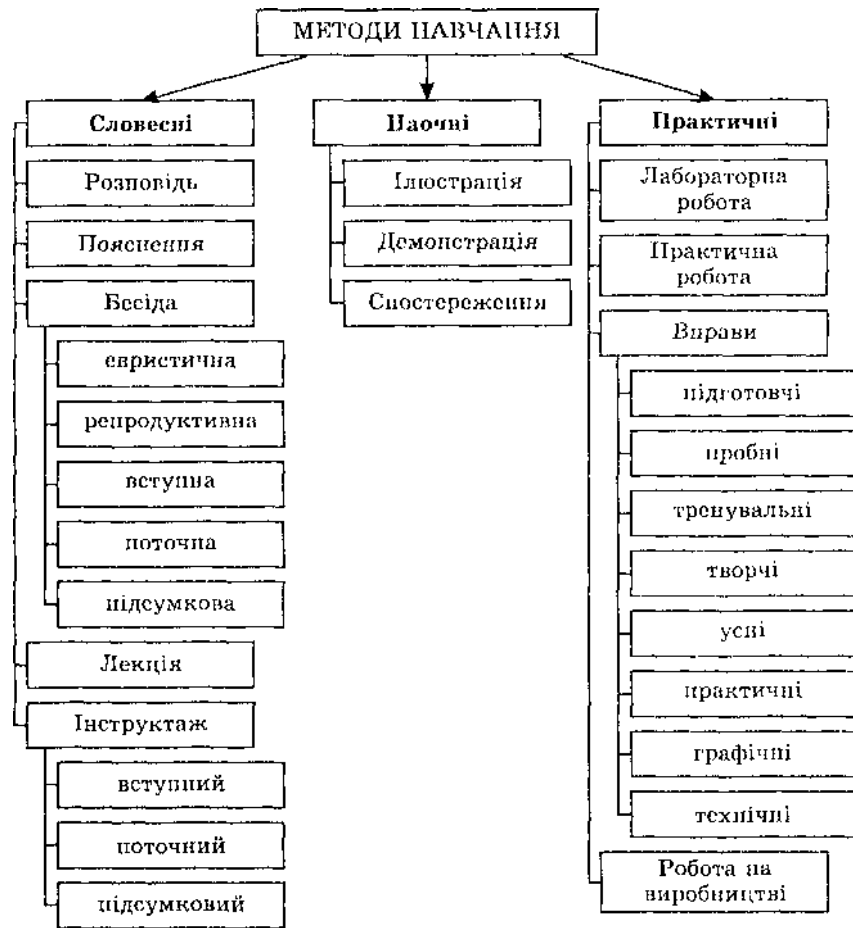 МЕТОДИ НАВЧАННЯ
Словесні
Розповідь
Пояснення
Бесіда
евристична
репродуктивна
вступна
поточна
підсумкова
Лекція
Інструктаж
вступний
поточний
підсумковий
Наочні
Ілюстрація
Демонстрація
Спостереження
Практичні
Лабораторна
робота
Практична
робота
Вправи
підготовчі
пробні
тренувальні
творчі
усні
практичні
графічні
технічні
Робота на
виробництві